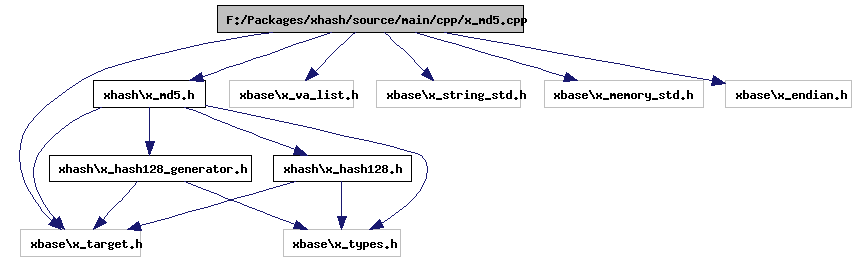 F:/Packages/xhash/source/main/cpp/x_md5.cpp
xhash\x_md5.h
xbase\x_va_list.h
xbase\x_string_std.h
xbase\x_memory_std.h
xbase\x_endian.h
xhash\x_hash128_generator.h
xhash\x_hash128.h
xbase\x_target.h
xbase\x_types.h